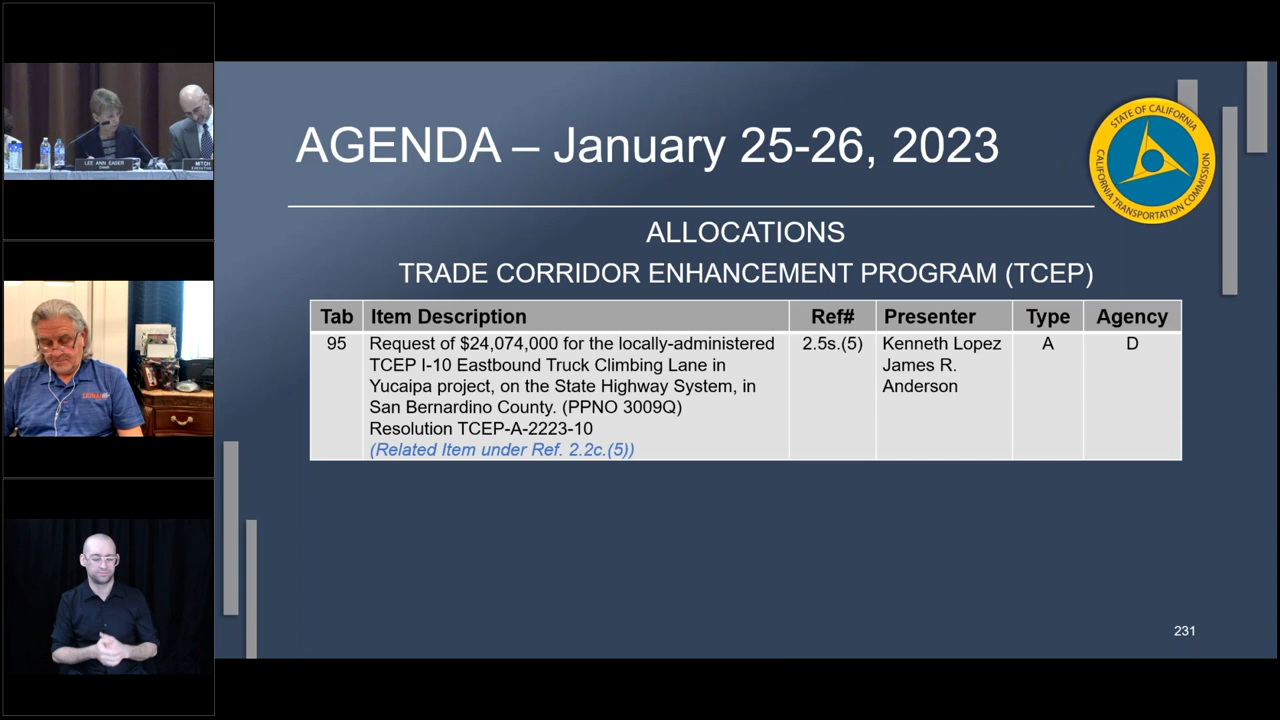 AGENDA – January 25-26, 2023
STATE OF CALIFORNIA
CALIFORNIA TRANSPORTATION COMMISSION
ALLOCATIONS
TRADE CORRIDOR ENHANCEMENT PROGRAM (TCEP)
Tab Item Description Ref# Presenter Type Agency
95 Request of $24,074,000 for the locally-administered 2.5s.(5) Kenneth Lopez A D
TCEP I-10 Eastbound Truck Climbing Lane in James R.
Yucaipa project, on the State Highway System, in Anderson
San Bernardino County. (PPNO 3009Q)
Resolution TCEP-A-2223-10
(Related Item under Ref. 2.2c.(5))
231
LEE ANN EAGER
CHAIR
MITCH